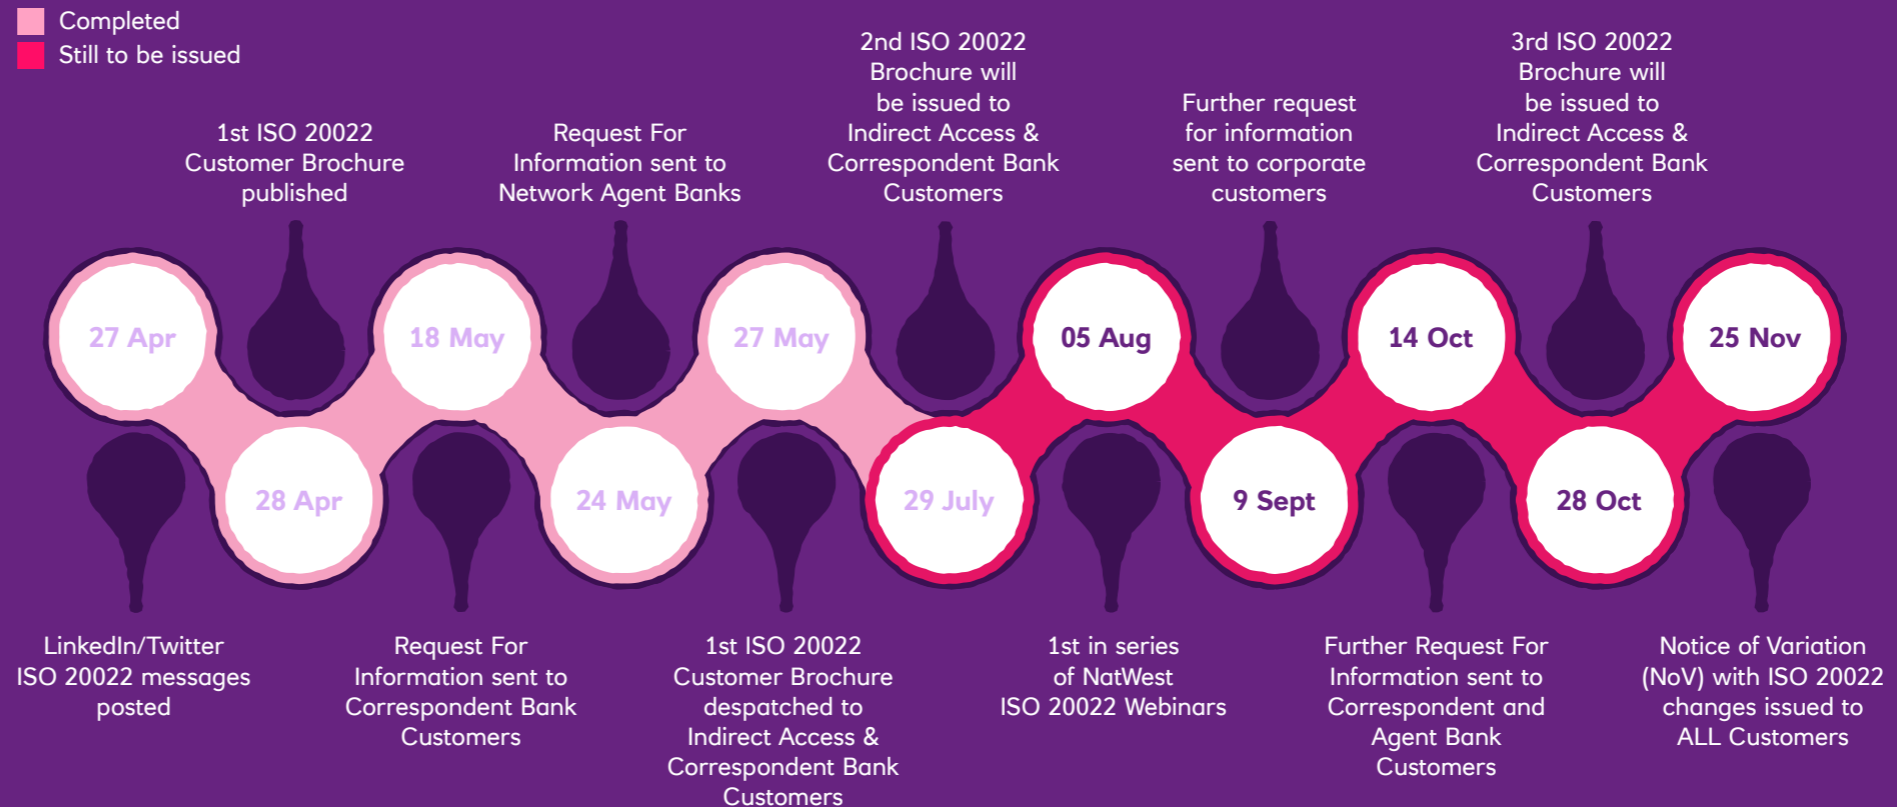 Completed
Still to be issued
1st ISO 20022
Customer Brochure
published
Request For
Information sent to
Network Agent Banks
2nd ISO 20022
Brochure will
be issued to
Indirect Access &
Correspondent Bank
Customers
Further request
for information
sent to corporate
customers
3rd ISO 20022
Brochure will
be issued to
Indirect Access &
Correspondent Bank
Customers
27 Apr
18 May
27 May
05 Aug
14 Oct
25 Nov
28 Apr
24 May
29 July
9 Sept
28 Oct
LinkedIn/Twitter
ISO 20022 messages
posted
Request For
Information sent to
Correspondent Bank
Customers
1st ISO 20022
Customer Brochure
despatched to
Indirect Access &
Correspondent Bank
Customers
1st in series
of NatWest
ISO 20022 Webinars
Further Request For
Information sent to
Correspondent and
Agent Bank
Customers
Notice of Variation
(NoV) with ISO 20022
changes issued to
ALL Customers